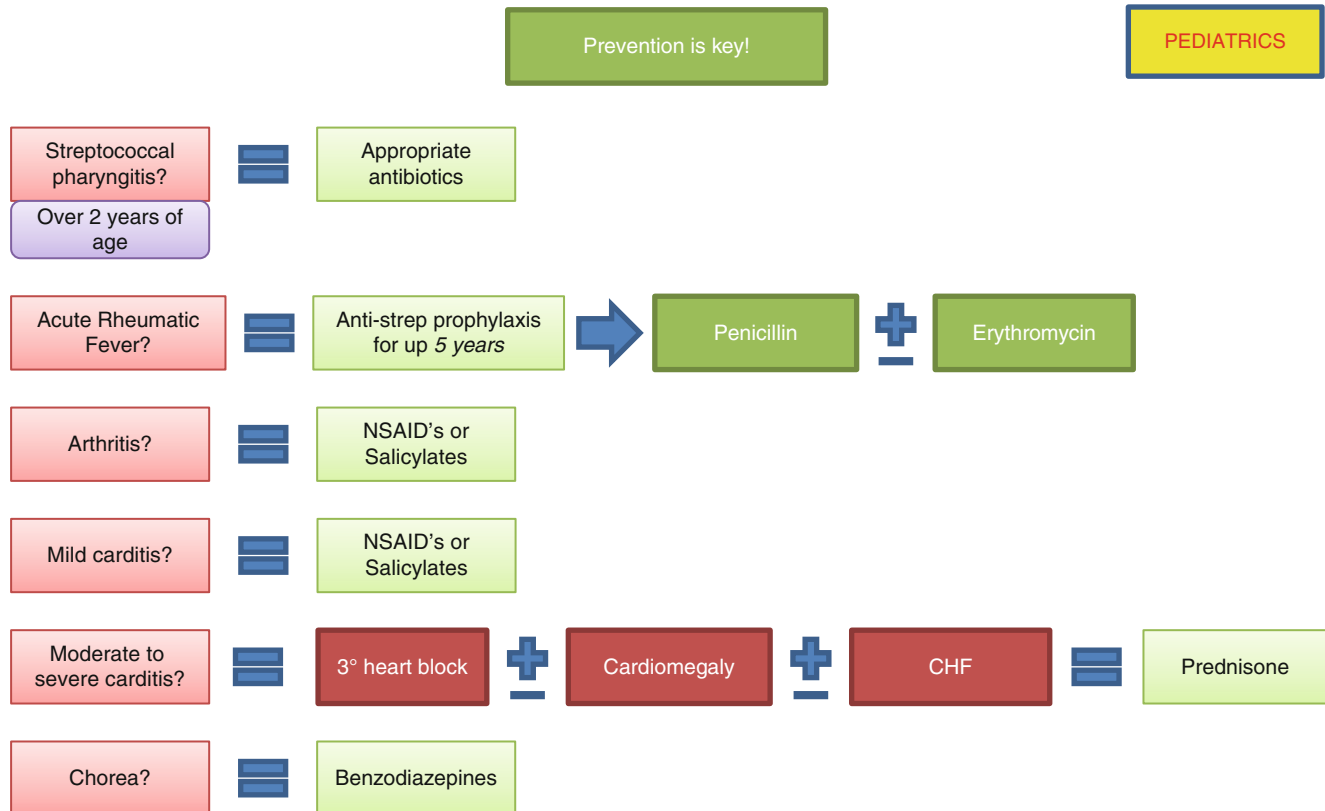 Prevention is key!
PEDIATRICS
Streptococcal
pharyngitis?
Appropriate
antibiotics
Over 2 years of
age
Acute Rheumatic
Fever?
Anti-strep prophylaxis
for up 5 years
Penicillin
Erythromycin
Arthritis?
NSAID's or
Salicylates
Mild carditis?
NSAID's or
Salicylates
Moderate to
severe carditis?
3° heart block
Cardiomegaly
CHF
Prednisone
Chorea?
Benzodiazepines